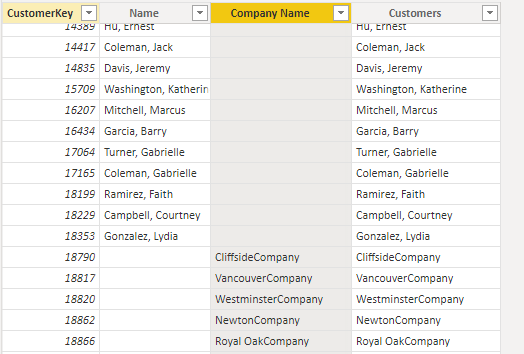 CustomerKey Name Company Name Customers
14389 Hu, Ernest Hu, Ernest
14417 Coleman, Jack Coleman, Jack
14835 Davis, Jeremy Davis, Jeremy
15709 Washington, Katherin Washington, Katherine
16207 Mitchell, Marcus Mitchell, Marcus
16434 Garcia, Barry Garcia, Barry
17064 Turner, Gabrielle Turner, Gabrielle
17165 Coleman, Gabrielle Coleman, Gabrielle
18199 Ramirez, Faith Ramirez, Faith
18229 Campbell, Courtney Campbell, Courtney
18353 Gonzalez, Lydia Gonzalez, Lydia
18790 CliffsideCompany CliffsideCompany
18817 VancouverCompany VancouverCompany
18820 WestminsterCompany WestminsterCompany
18862 NewtonCompany NewtonCompany
18866 Royal OakCompany Royal OakCompany